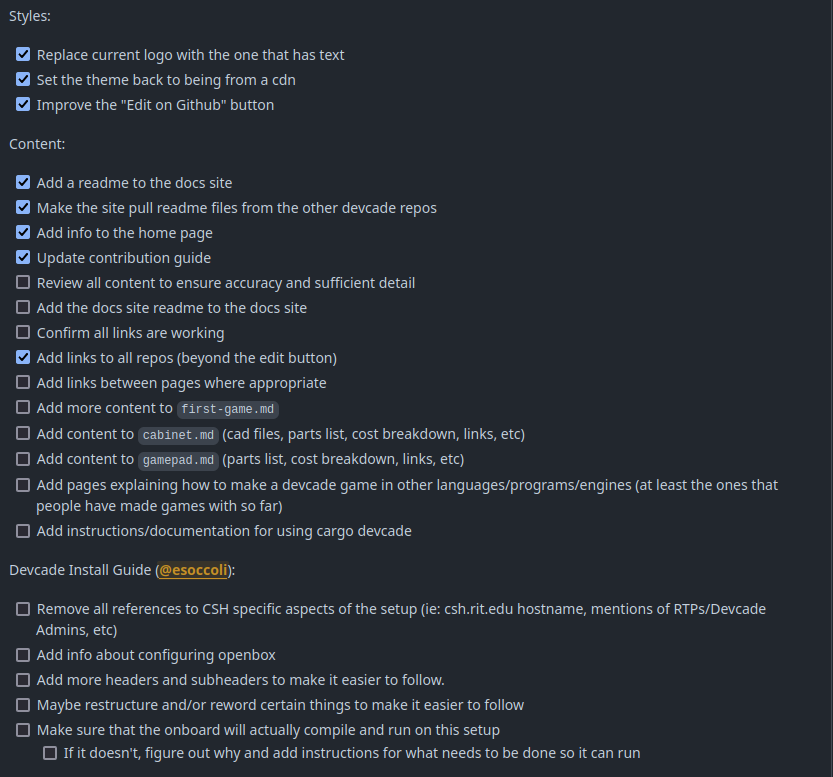 Styles:
Replace current logo with the one that has text
Set the theme back to being from a cdn
Improve the "Edit on Github" button
Content:
Add a readme to the docs site
Make the site pull readme files from the other devcade repos
Add info to the home page
Update contribution guide
Review all content to ensure accuracy and sufficient detail
Add the docs site readme to the docs site
Confirm all links are working
Add links to all repos (beyond the edit button)
Add links between pages where appropriate
Add more content to first-game.md
Add content to cabinet.md (cad files, parts list, cost breakdown, links, etc)
Add content to gamepad.md (parts list, cost breakdown, links, etc)
Add pages explaining how to make a devcade game in other languages/programs/engines (at least the ones that
people have made games with so far)
Add instructions/documentation for using cargo devcade
Devcade Install Guide (@esoccoli):
Remove all references to CSH specific aspects of the setup (ie: csh.rit.edu hostname, mentions of RTPs/Devcade
Admins, etc)
Add info about configuring openbox
Add more headers and subheaders to make it easier to follow.
Maybe restructure and/or reword certain things to make it easier to follow
Make sure that the onboard will actually compile and run on this setup
If it doesn't, figure out why and add instructions for what needs to be done so it can run